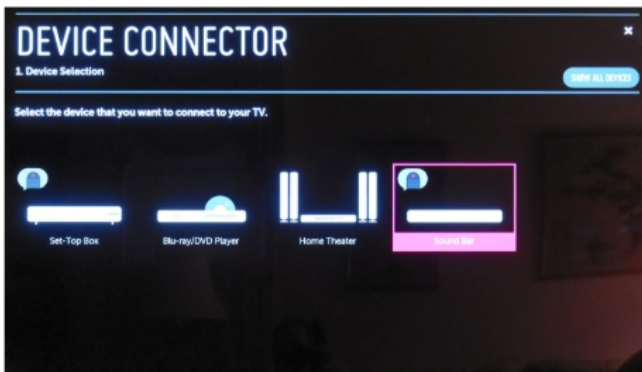 DEVICE CONNECTOR
1. Device Selection
SHOW ALL DEVICES
Select the device that you want to connect to your TV.
Set-Top Box
Blu-ray/DVD Player
Home Theater
Sound Bar